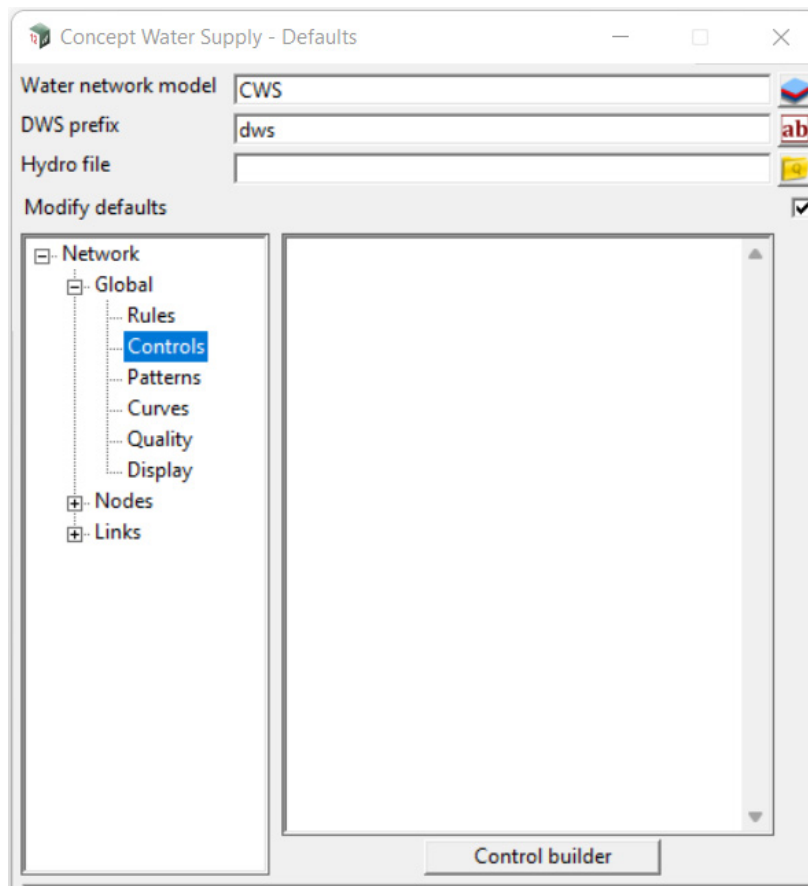 Concept Water Supply - Defaults
Water network model CWS
DWS prefix dws
ab
Hydro file
Modify defaults
Network
Global
Rules
Controls
Patterns
Curves
Quality
Display
Nodes
Links
Control builder